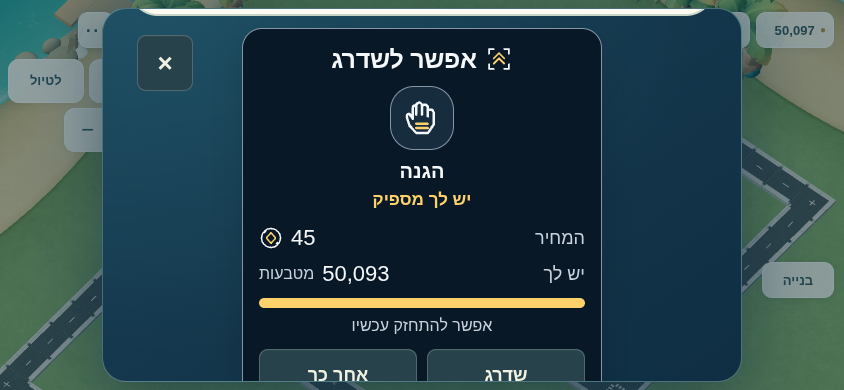 50,097
לטיול
×
אפשר לשדרג
הגנה
יש לך מספיק
המחיר 45
יש לך 50,093 מטבעות
אפשר להתחזק עכשיו
שדרג
אחר כך
בנייה